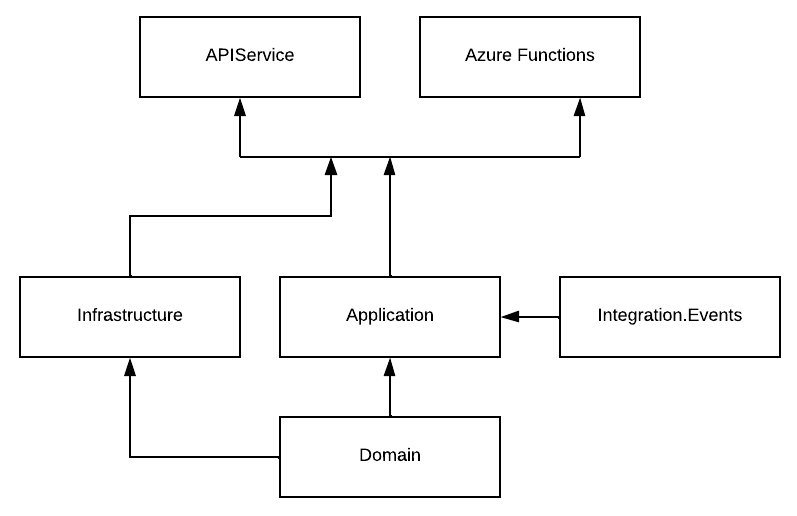 APIService
Azure Functions
Infrastructure
Application
Integration.Events
Domain